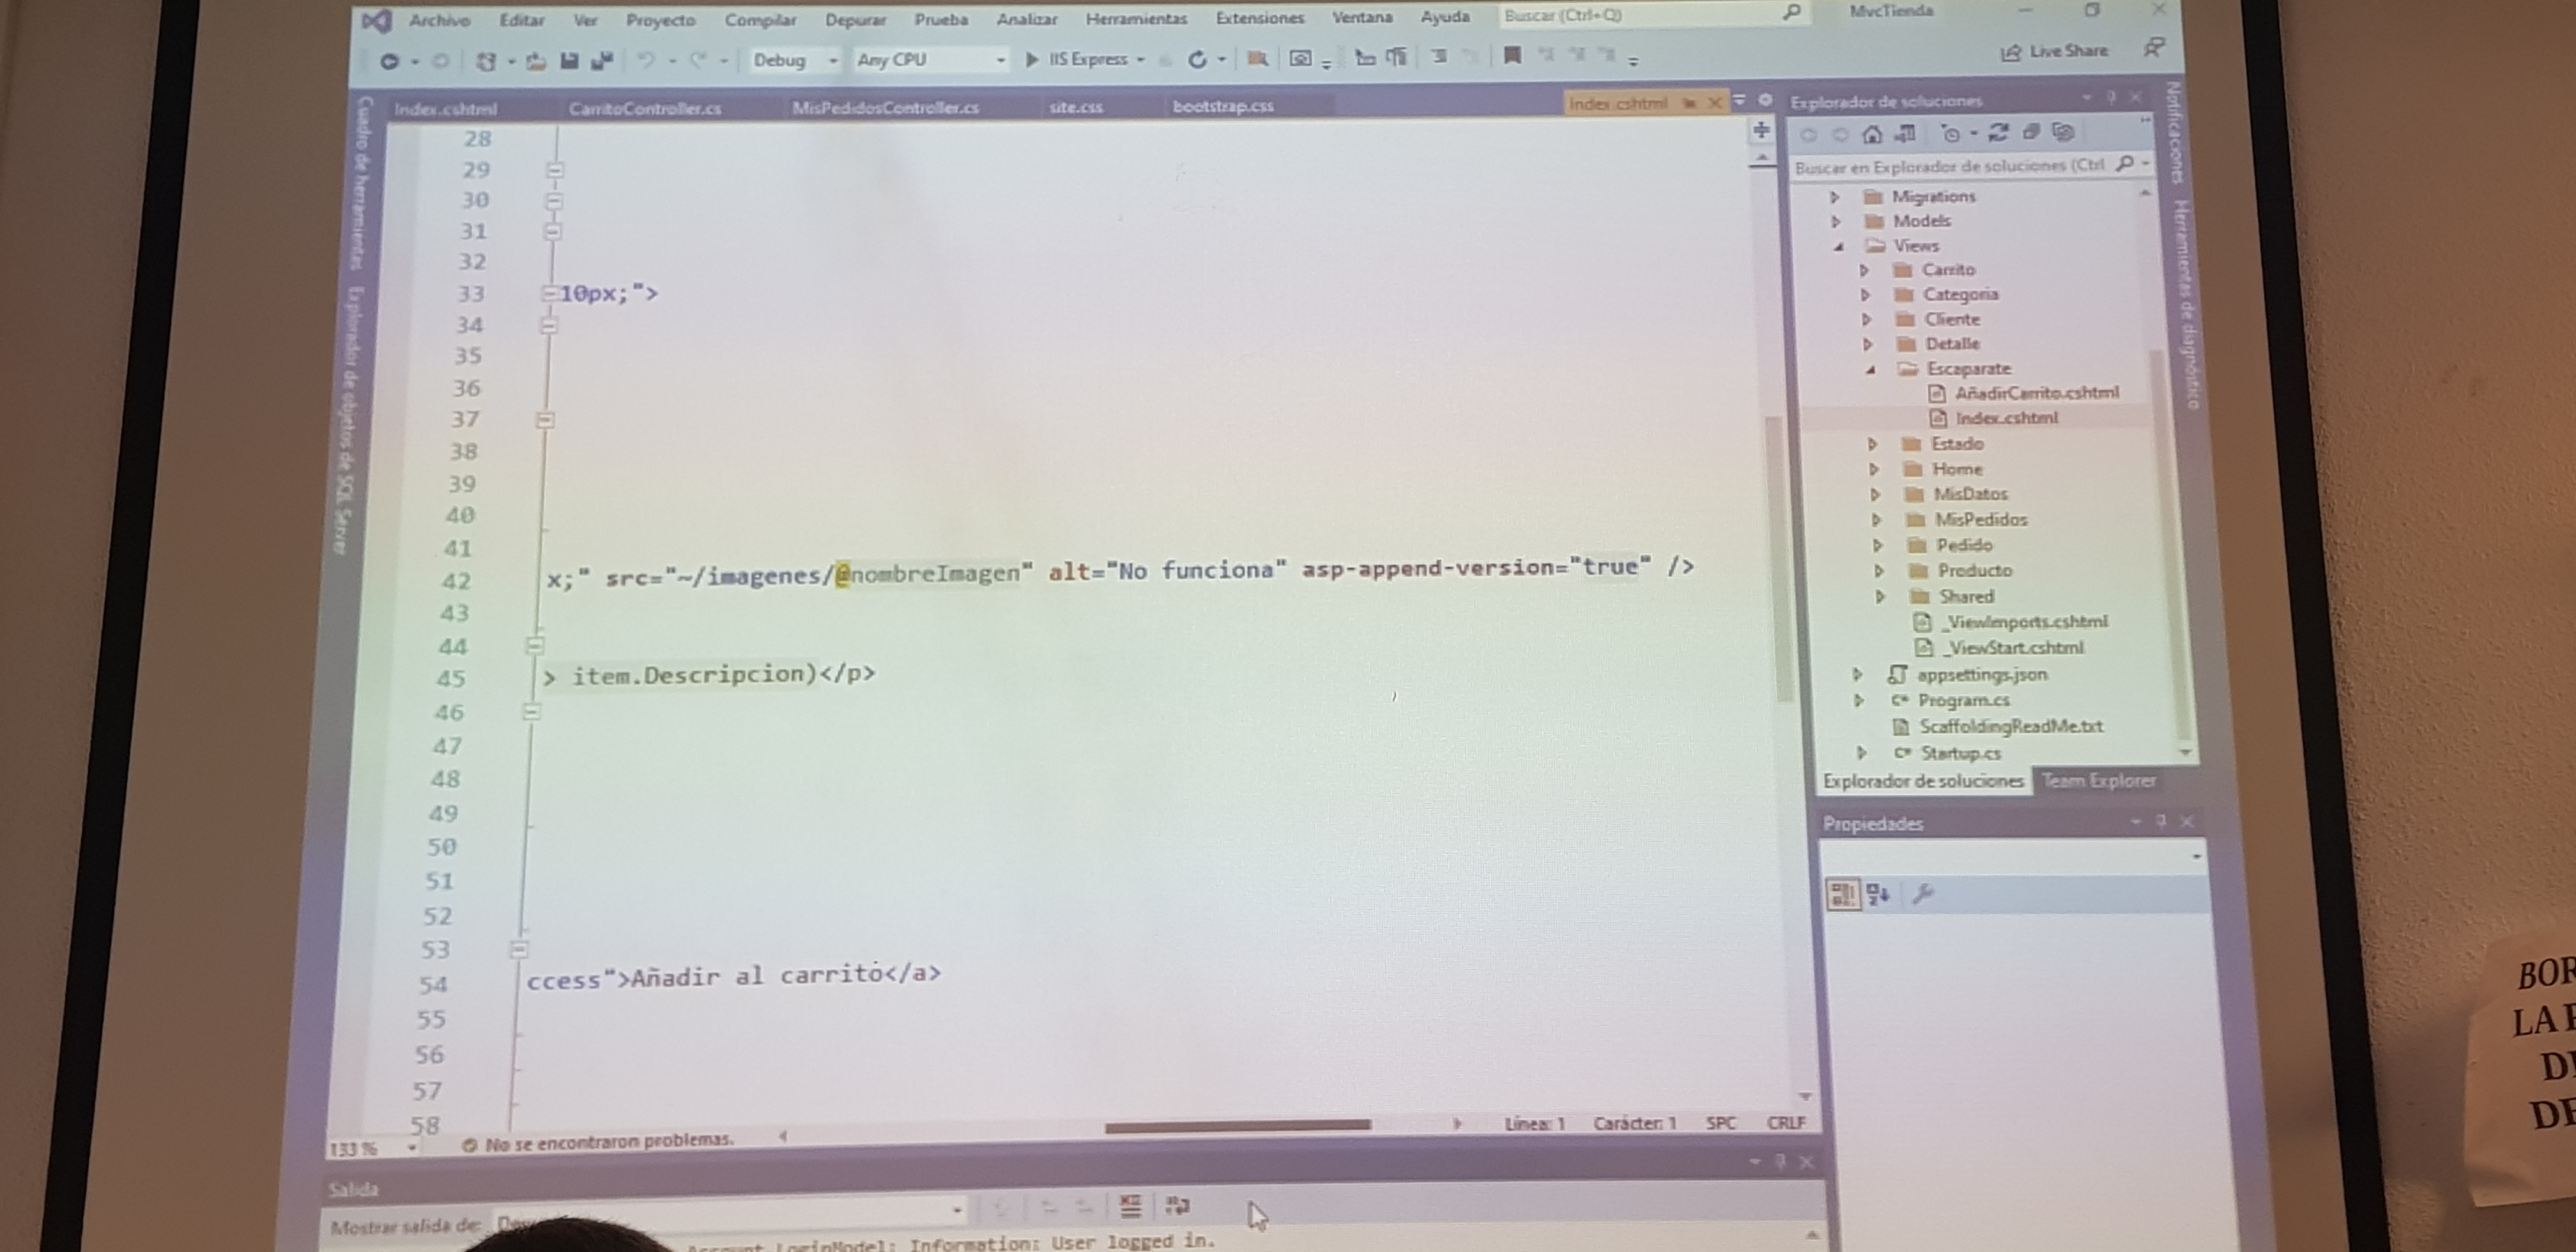 Archivo Editar Ver Proyecto Compilar Depurar Prueba Analizar Herramientas Extensiones Ventana Ayuda Buscar (Ctrl+Q) MvcTienda
Debug Any CPU IIS Express Live Share
Index.cshtml CarritoController.cs MisPedidosController.cs site.css bootstrap.css Index.cshtml
Cuadro de herramientas Explorador de objetos de SQL Server
28
29
30
31
32
33 10px;">
34
35
36
37
38
39
40
41
42 x;" src="~/imagenes/@nombreImagen" alt="No funciona" asp-append-version="true" />
43
44
45 > item.Descripcion)</p>
46
47
48
49
50
51
52
53
54 ccess">Añadir al carrito</a>
55
56
57
58
133 % No se encontraron problemas. Línea: 1 Carácter: 1 SPC CRLF
Salida
Mostrar salida de:
LoginModel: Information: User logged in.
Explorador de soluciones
Buscar en Explorador de soluciones (Ctrl
Migrations
Models
Views
Carrito
Categoria
Cliente
Detalle
Escaparate
AñadirCarrito.cshtml
Index.cshtml
Estado
Home
MisDatos
MisPedidos
Pedido
Producto
Shared
_ViewImports.cshtml
_ViewStart.cshtml
appsettings.json
C# Program.cs
ScaffoldingReadMe.txt
C# Startup.cs
Explorador de soluciones Team Explorer
Propiedades
Notificaciones Herramientas de diagnóstico
BOR
LA
DE